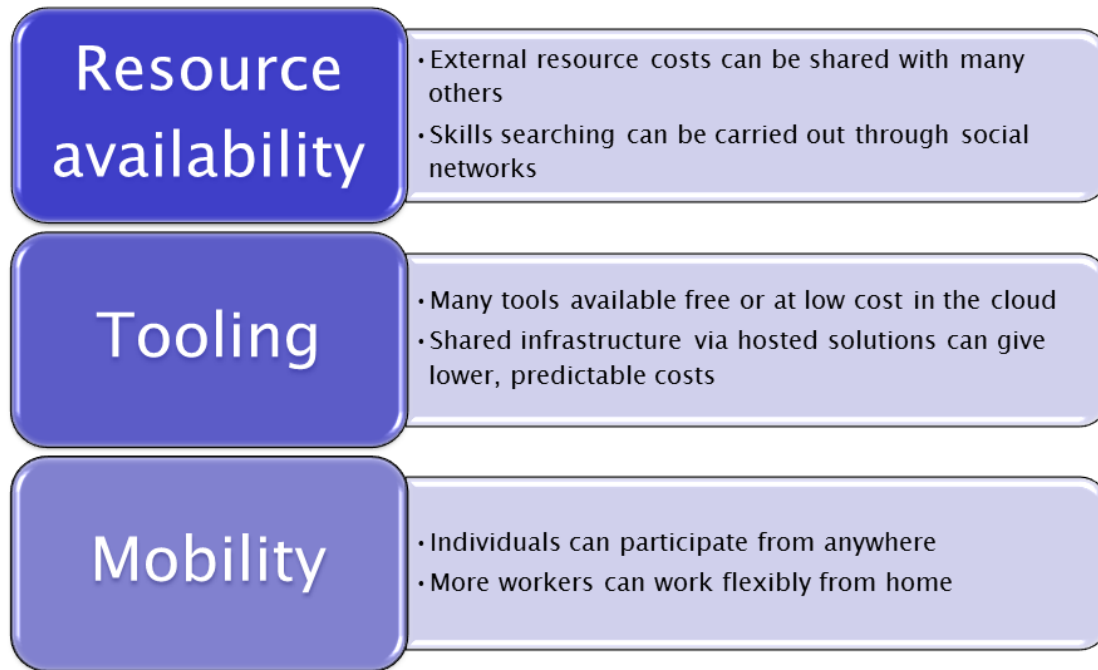 Resource
availability
• External resource costs can be shared with many
others
• Skills searching can be carried out through social
networks
Tooling
• Many tools available free or at low cost in the cloud
• Shared infrastructure via hosted solutions can give
lower, predictable costs
Mobility
• Individuals can participate from anywhere
• More workers can work flexibly from home